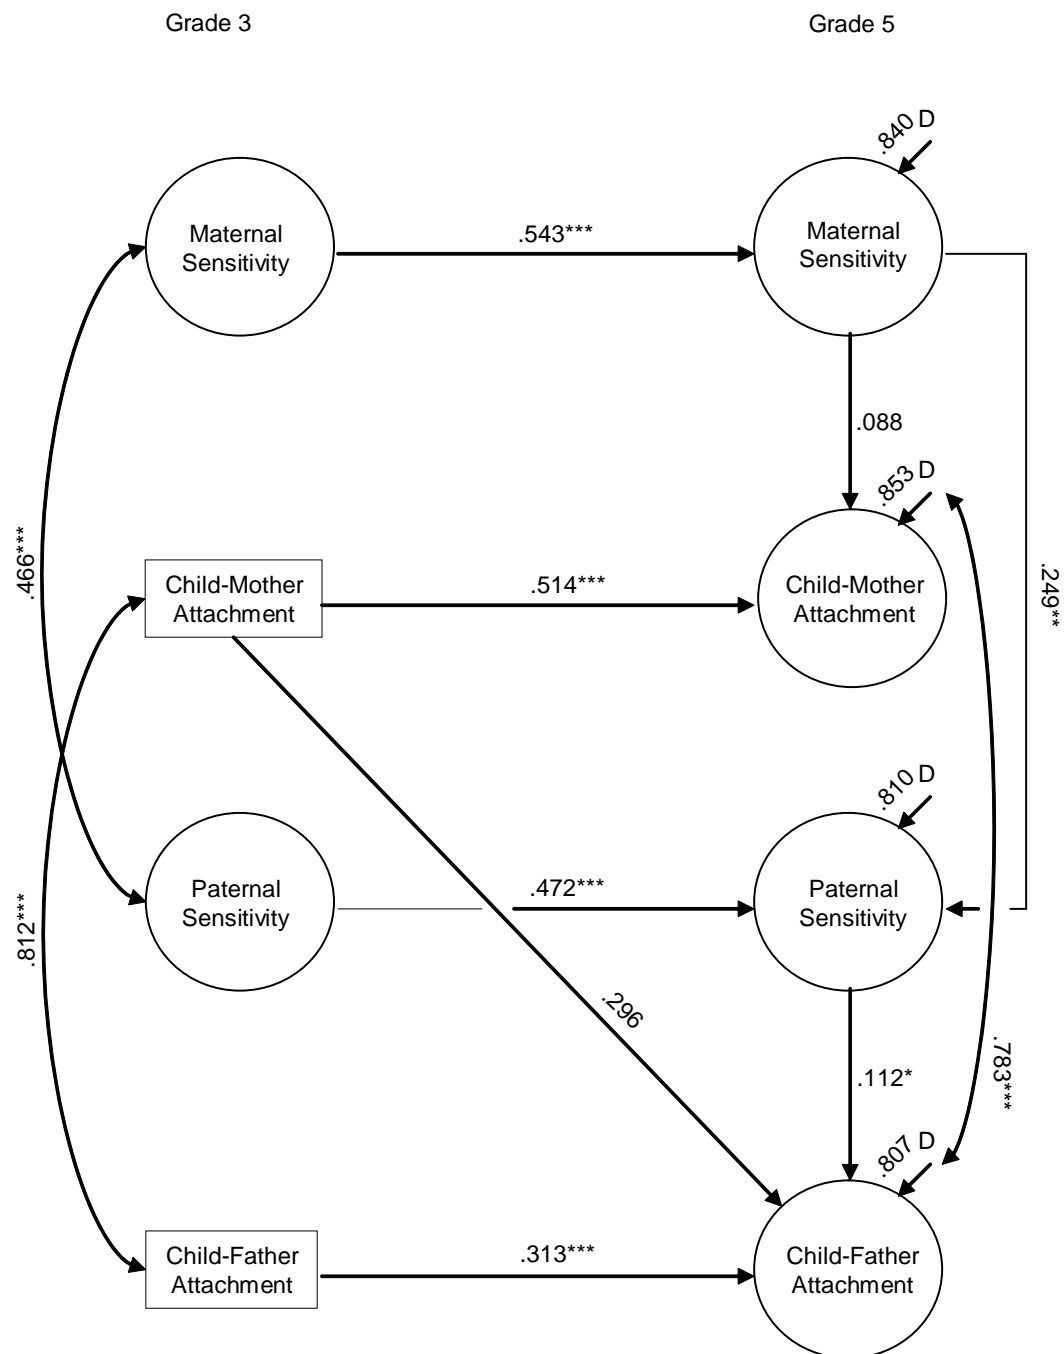 Grade 3
Grade 5
.840 D
Maternal
Sensitivity
.543***
Maternal
Sensitivity
.088
.853 D
.466***
Child-Mother
Attachment
.514***
Child-Mother
Attachment
.249**
.810 D
.812***
Paternal
Sensitivity
.472***
Paternal
Sensitivity
.296
.112*
.783***
.807 D
Child-Father
Attachment
.313***
Child-Father
Attachment